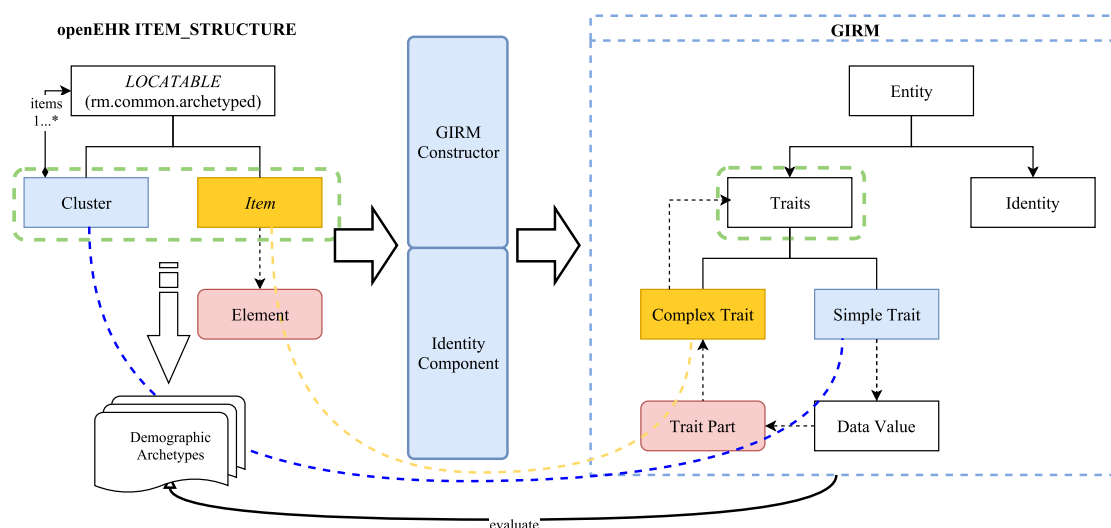 openEHR ITEM_STRUCTURE
GIRM
LOCATABLE
(rm.common.archetyped)
items
1...*
Cluster
Item
Element
Demographic
Archetypes
GIRM
Constructor
Identity
Component
Entity
Traits
Identity
Complex Trait
Simple Trait
Trait Part
Data Value
evaluate